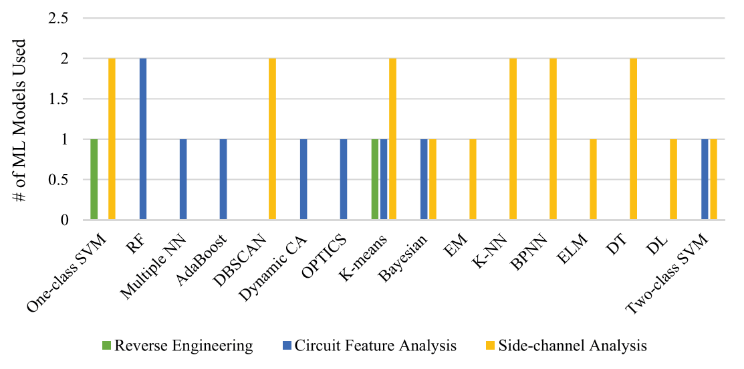 # of ML Models Used
2.5
2
1.5
1
0.5
0
One-class SVM
RF
Multiple NN
AdaBoost
DBSCAN
Dynamic CA
OPTICS
K-means
Bayesian
EM
K-NN
BPNN
ELM
DT
DL
Two-class SVM
Reverse Engineering
Circuit Feature Analysis
Side-channel Analysis